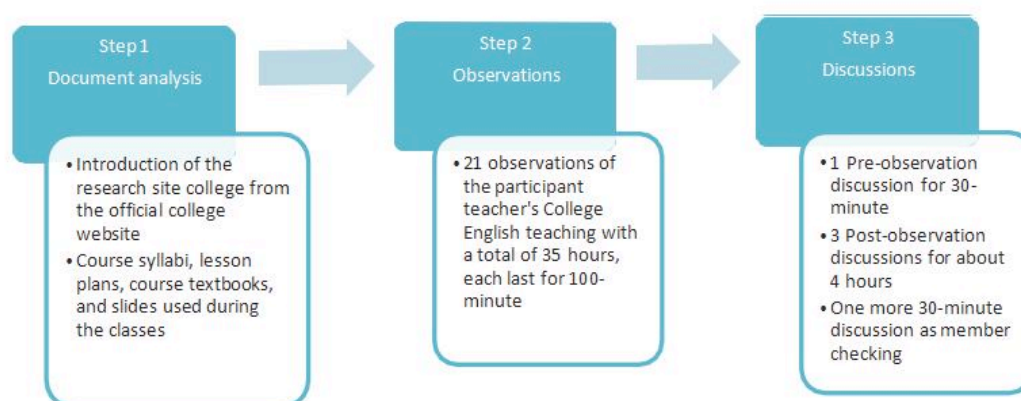 Step 1
Document analysis
• Introduction of the
research site college from
the official college
website
• Course syllabi, lesson
plans, course textbooks,
and slides used during
the classes
Step 2
Observations
• 21 observations of
the participant
teacher's College
English teaching with
a total of 35 hours,
each last for 100-
minute
Step 3
Discussions
• 1 Pre-observation
discussion for 30-
minute
• 3 Post-observation
discussions for about
4 hours
• One more 30-minute
discussion as member
checking